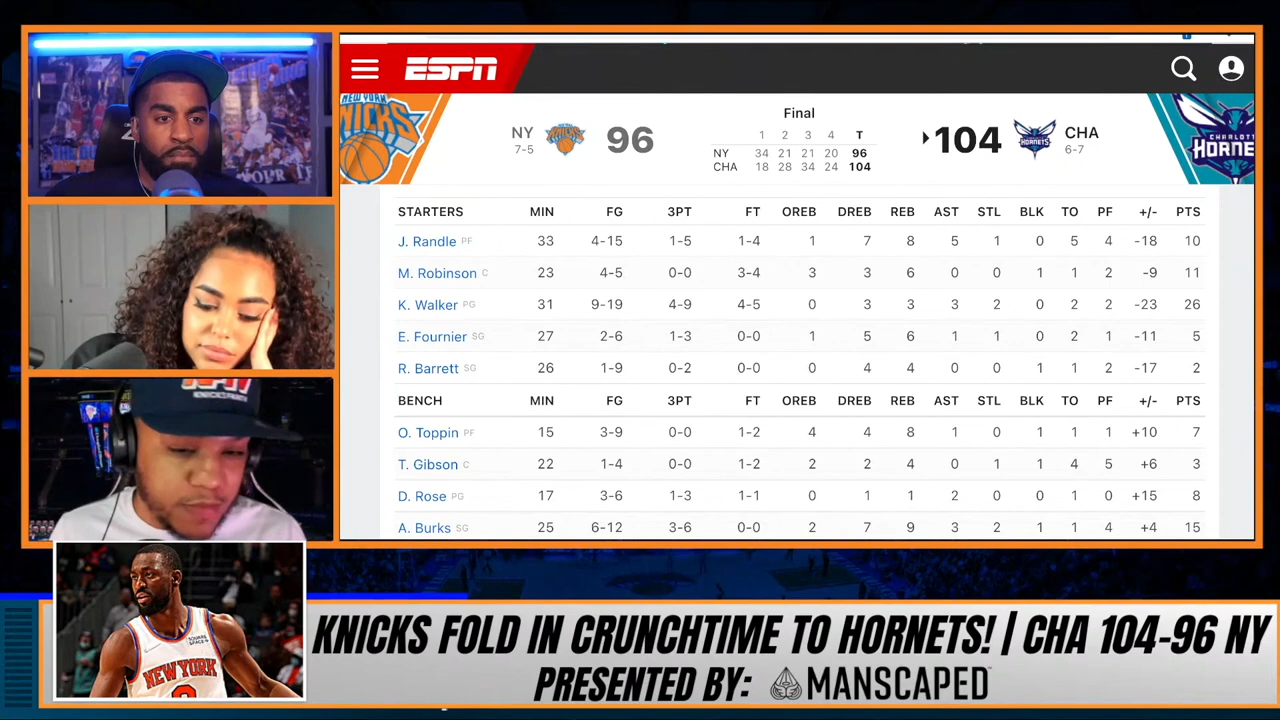 ESPN
NEW YORK
KNICKS
NY
7-5
96
Final
1 2 3 4 T
NY 34 21 21 20 96
CHA 18 28 34 24 104
104
HORNETS
CHA
6-7
CHARLOTTE
STARTERS MIN FG 3PT FT OREB DREB REB AST STL BLK TO PF +/- PTS
J. Randle PF 33 4-15 1-5 1-4 1 7 8 5 1 0 5 4 -18 10
M. Robinson C 23 4-5 0-0 3-4 3 3 6 0 0 1 1 2 -9 11
K. Walker PG 31 9-19 4-9 4-5 0 3 3 3 2 0 2 2 -23 26
E. Fournier SG 27 2-6 1-3 0-0 1 5 6 1 1 0 2 1 -11 5
R. Barrett SG 26 1-9 0-2 0-0 0 4 4 0 0 1 1 2 -17 2
BENCH MIN FG 3PT FT OREB DREB REB AST STL BLK TO PF +/- PTS
O. Toppin PF 15 3-9 0-0 1-2 4 4 8 1 0 1 1 1 +10 7
T. Gibson C 22 1-4 0-0 1-2 2 2 4 0 1 1 4 5 +6 3
D. Rose PG 17 3-6 1-3 1-1 0 1 1 2 0 0 1 0 +15 8
A. Burks SG 25 6-12 3-6 0-0 2 7 9 3 2 1 1 4 +4 15
NEW YORK
KNICKS FOLD IN CRUNCHTIME TO HORNETS! | CHA 104-96 NY
PRESENTED BY: MANSCAPED